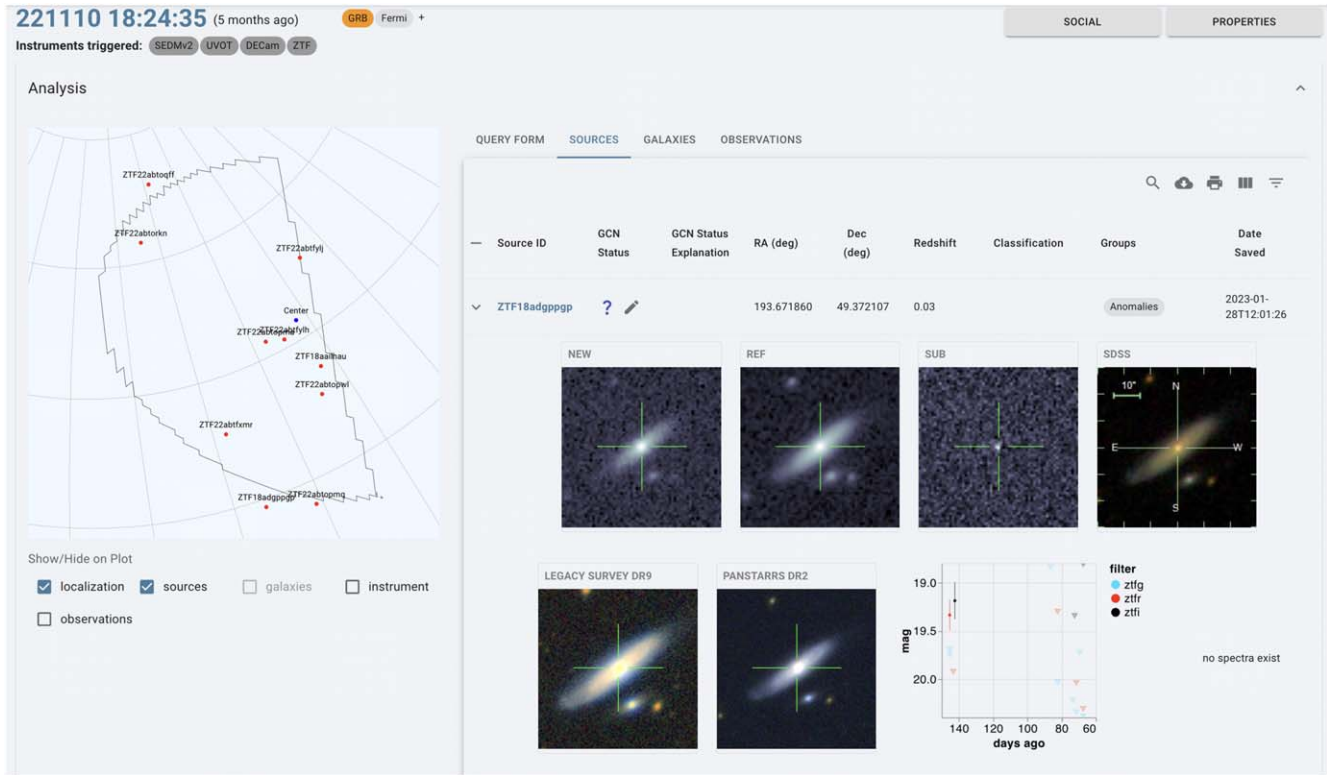 221110 18:24:35 (5 months ago) GRB Fermi +
SOCIAL PROPERTIES
Instruments triggered: SEDMv2 UVOT DECam ZTF
Analysis
ZTF22abtoqff
ZTF22abtorkn
ZTF22abtfylj
Center
ZTF22abtfylh
ZTF18aailhau
ZTF22abtopwl
ZTF22abtfxmr
ZTF18adgppgp
ZTF22abtopmq
Show/Hide on Plot
localization sources galaxies instrument
observations
QUERY FORM SOURCES GALAXIES OBSERVATIONS
Source ID GCN Status GCN Status Explanation RA (deg) Dec (deg) Redshift Classification Groups Date Saved
ZTF18adgppgp ? 193.671860 49.372107 0.03 Anomalies 2023-01-28T12:01:26
NEW REF SUB SDSS
10"
N
E W
S
LEGACY SURVEY DR9 PANSTARRS DR2
mag
19.0
19.5
20.0
140 120 100 80 60
days ago
filter
ztfg
ztfr
ztfi
no spectra exist